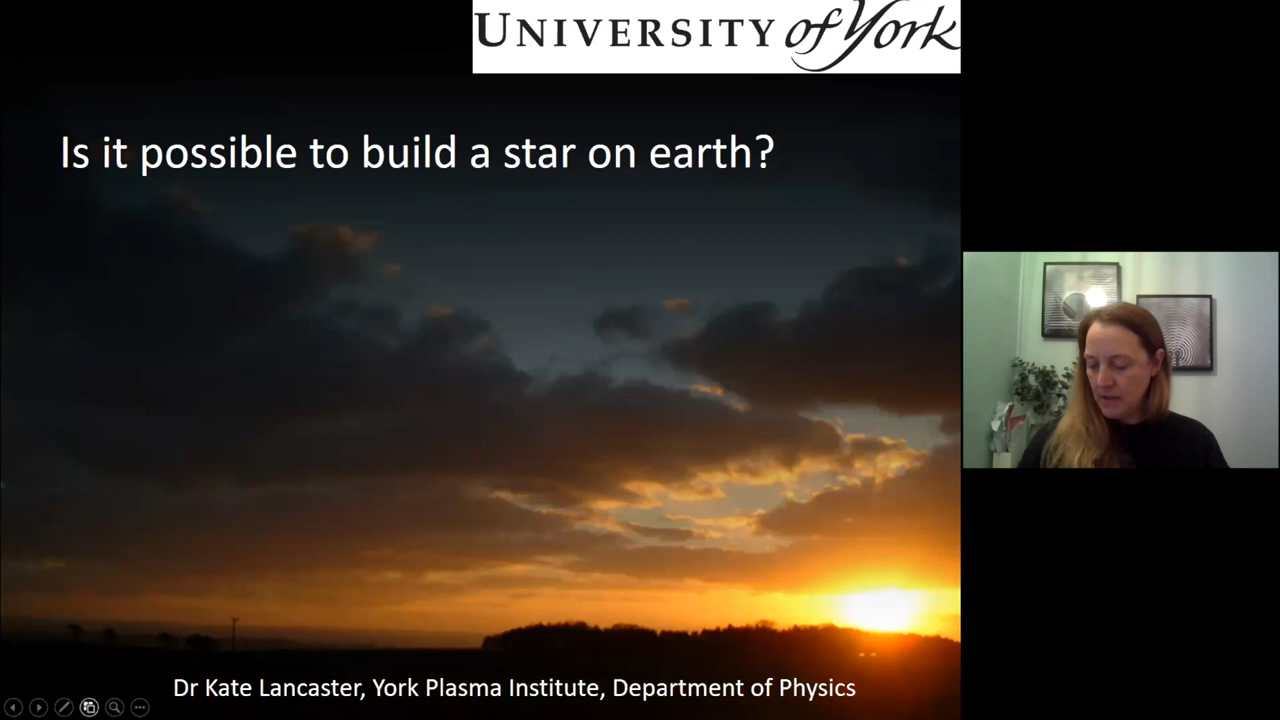 UNIVERSITY of York
Is it possible to build a star on earth?
Dr Kate Lancaster, York Plasma Institute, Department of Physics